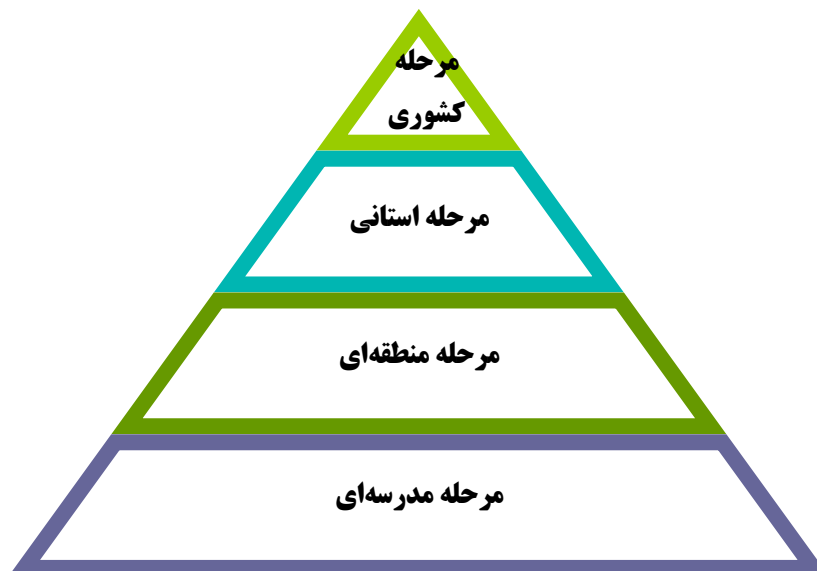 مرحله
کشوری
مرحله استانی
مرحله منطقه‌ای
مرحله مدرسه‌ای